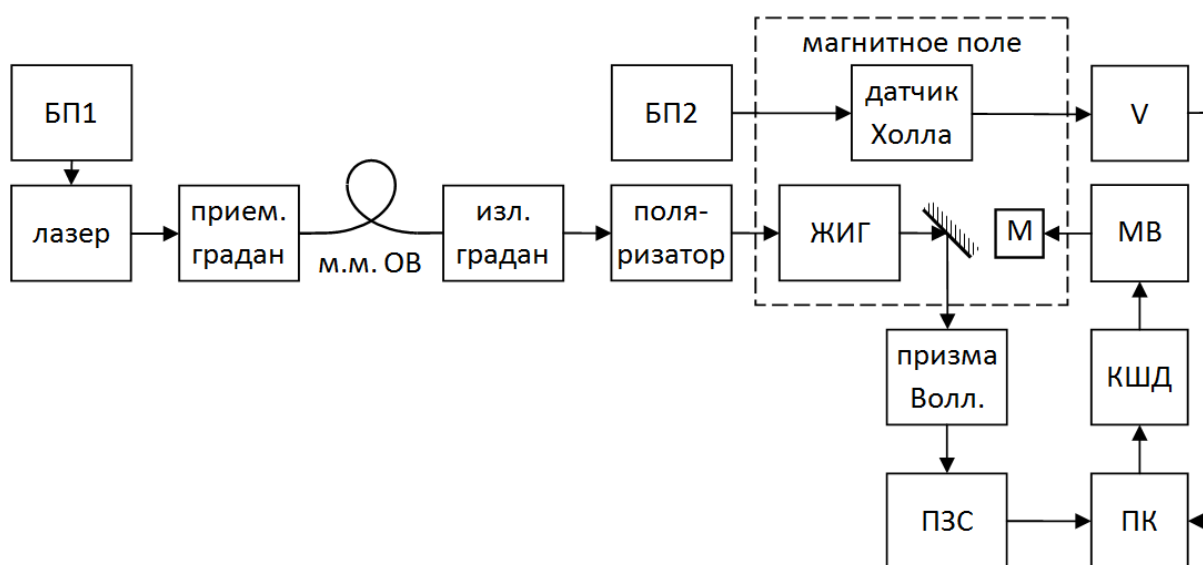 магнитное поле
БП1
БП2
датчик
Холла
V
лазер
прием.
градан
м.м. ОВ
изл.
градан
поля-
ризатор
ЖИГ
М
МВ
призма
Волл.
КШД
ПЗС
ПК